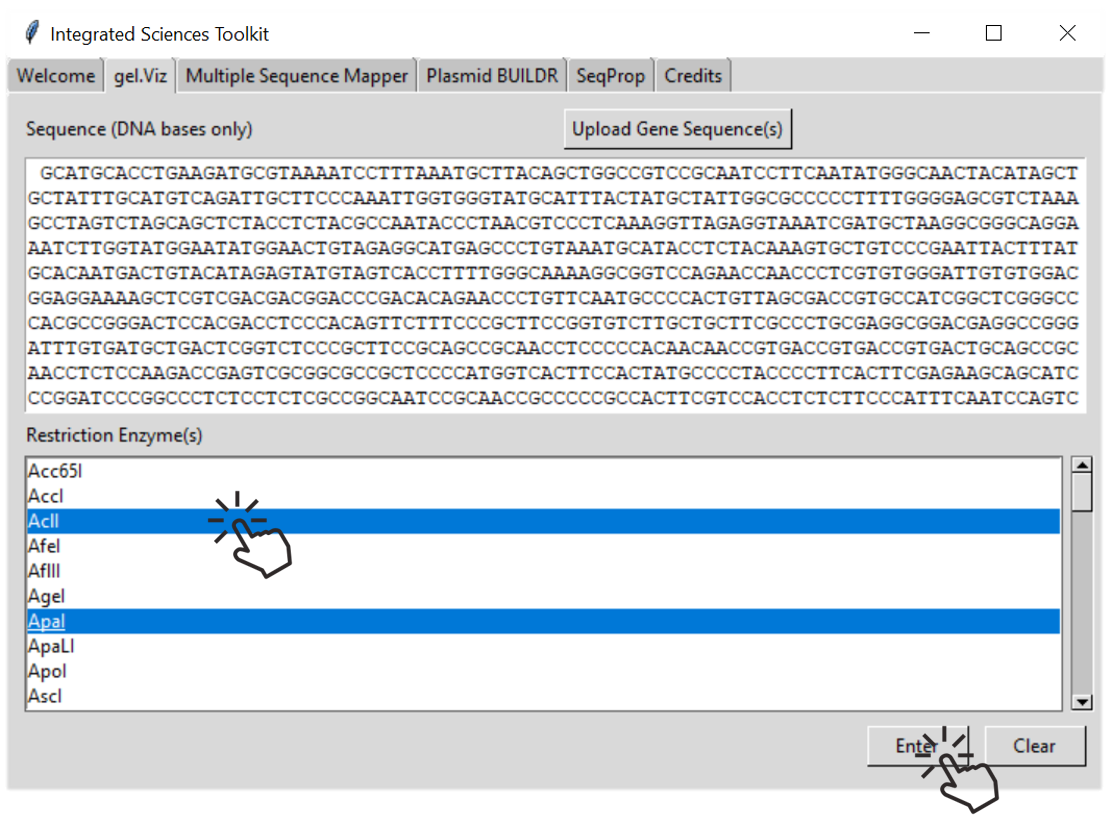 Integrated Sciences Toolkit
Welcome gel.Viz Multiple Sequence Mapper Plasmid BUILDR SeqProp Credits
Sequence (DNA bases only) Upload Gene Sequence(s)
GCATGCACCTGAAGATGCGTAAAATCCTTTAAATGCTTACAGCTGGCCGTCCGCAATCCTTCAATATGGGCAACTACATAGCT
GCTATTTGCATGTCAGATTGCTTCCCAAATTGGTGGGTATGCATTTACTATGCTATTGGCGCCCCCTTTTGGGGAGCGTCTAAA
GCCTAGTCTAGCAGCTCTACCTCTACGCCAATACCCTAACGTCCCTCAAAGGTTAGAGGTAAATCGATGCTAAGGCGGGCAGGA
AATCTTGGTATGGAATATGGAACTGTAGAGGCATGAGCCCTGTAAATGCATACCTCTACAAAGTGCTGTCCCGAATTACTTTAT
GCACAATGACTGTACATAGAGTATGTAGTCACCTTTTGGGCAAAAGGCGGTCCAGAACCAACCCTCGTGTGGGATTGTGTGGAC
GGAGGAAAAGCTCGTCGACGACGGACCCGACACAGAACCCTGTTCAATGCCCCACTGTTAGCGACCGTGCCATCGGCTCGGGCC
CACGCCGGGACTCCACGACCTCCCACAGTTCTTTCCCGCTTCCGGTGTCTTGCTGCTTCGCCCTGCGAGGCGGACGAGGCCGGG
ATTTGTGATGCTGACTCGGTCTCCCGCTTCCGCAGCCGCAACCTCCCCCACAACAACCGTGACCGTGACCGTGACTGCAGCCGC
AACCTCTCCAAGACCGAGTCGCGGCGCCGCTCCCCATGGTCACTTCCACTATGCCCCTACCCCTTCACTTCGAGAAGCAGCATC
CCGGATCCCGGCCCTCTCCTCTCGCCGGCAATCCGCAACCGCCCCCGCCACTTCGTCCACCTCTCTTCCCATTTCAATCCAGTC
Restriction Enzyme(s)
Acc65I
AccI
AclI
AfeI
AflII
AgeI
ApaI
ApaLI
ApoI
AscI
Enter Clear